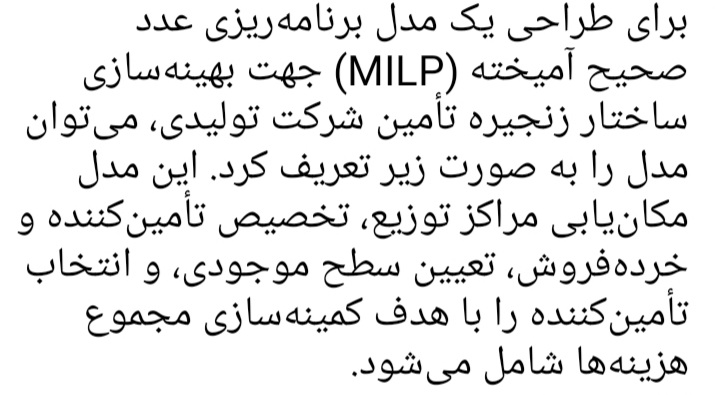 برای طراحی یک مدل برنامه‌ریزی عدد
صحیح آمیخته (MILP) جهت بهینه‌سازی
ساختار زنجیره تأمین شرکت تولیدی، می‌توان
مدل را به صورت زیر تعریف کرد. این مدل
مکان‌یابی مراکز توزیع، تخصیص تأمین‌کننده و
خرده‌فروش، تعیین سطح موجودی، و انتخاب
تأمین‌کننده را با هدف کمینه‌سازی مجموع
هزینه‌ها شامل می‌شود.